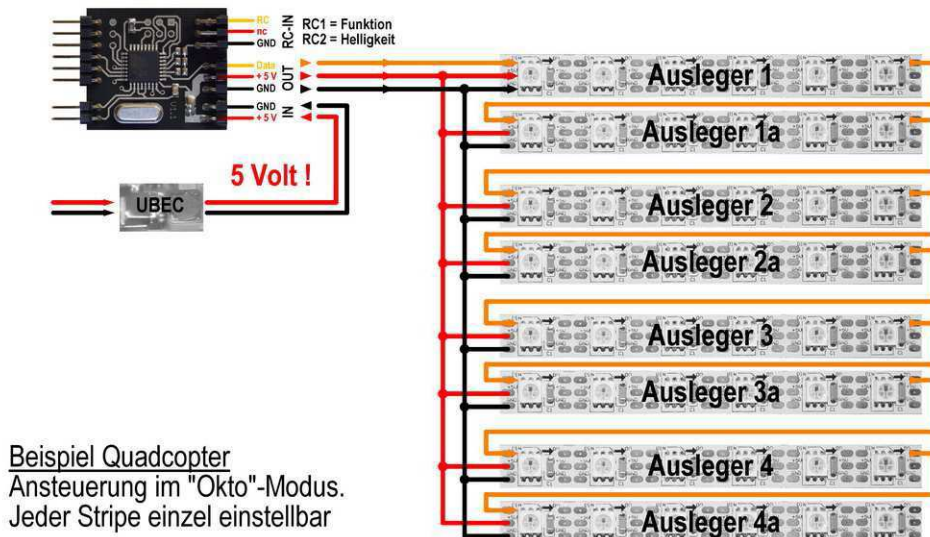 RC
nc
GND
RC-IN
RC1 = Funktion
RC2 = Helligkeit
Data
+ 5 V
GND
OUT
GND
+ 5 V
IN
5 Volt !
UBEC
Ausleger 1
Ausleger 1a
Ausleger 2
Ausleger 2a
Ausleger 3
Ausleger 3a
Ausleger 4
Ausleger 4a
Beispiel Quadcopter
Ansteuerung im "Okto"-Modus.
Jeder Stripe einzel einstellbar